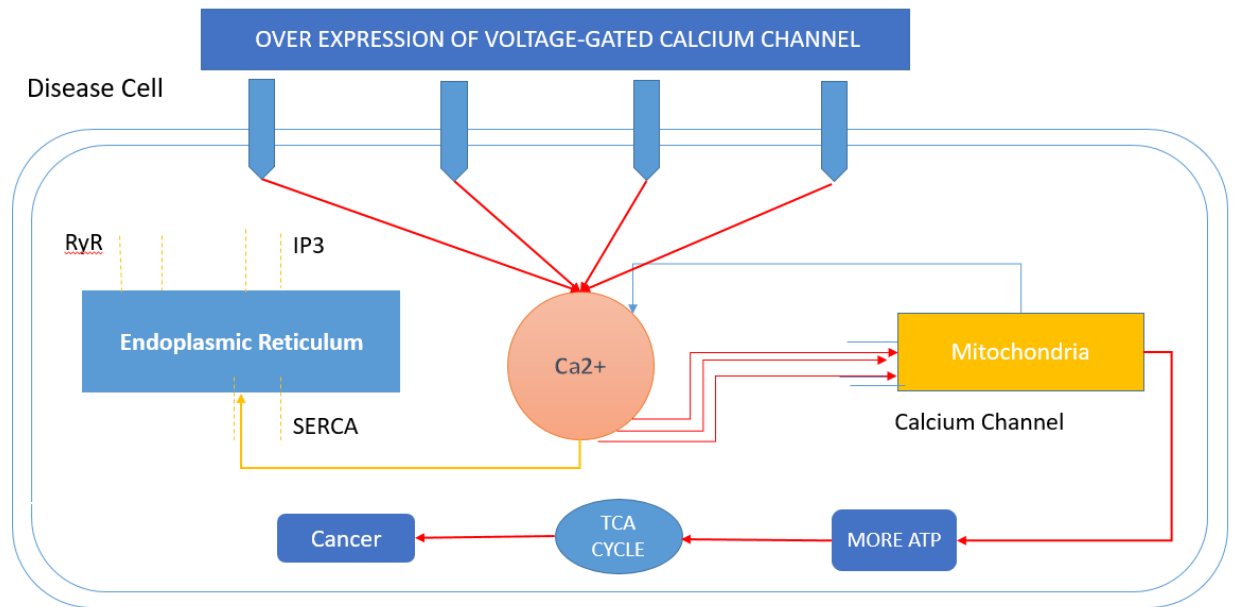 OVER EXPRESSION OF VOLTAGE-GATED CALCIUM CHANNEL
Disease Cell
RyR
IP3
Endoplasmic Reticulum
SERCA
Ca2+
Mitochondria
Calcium Channel
Cancer
TCA
CYCLE
MORE ATP